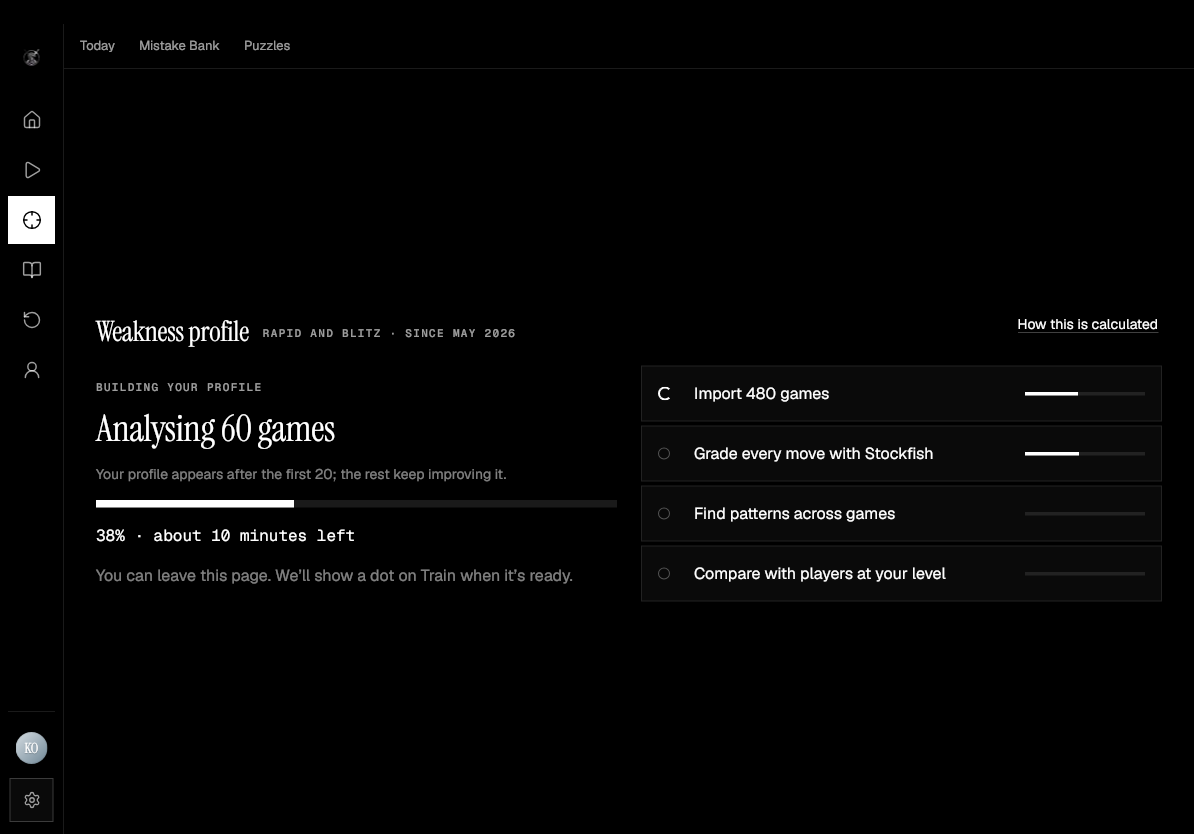 Today Mistake Bank Puzzles
Weakness profile RAPID AND BLITZ · SINCE MAY 2026
How this is calculated
BUILDING YOUR PROFILE
Analysing 60 games
Your profile appears after the first 20; the rest keep improving it.
38% · about 10 minutes left
You can leave this page. We’ll show a dot on Train when it’s ready.
Import 480 games
Grade every move with Stockfish
Find patterns across games
Compare with players at your level
KO